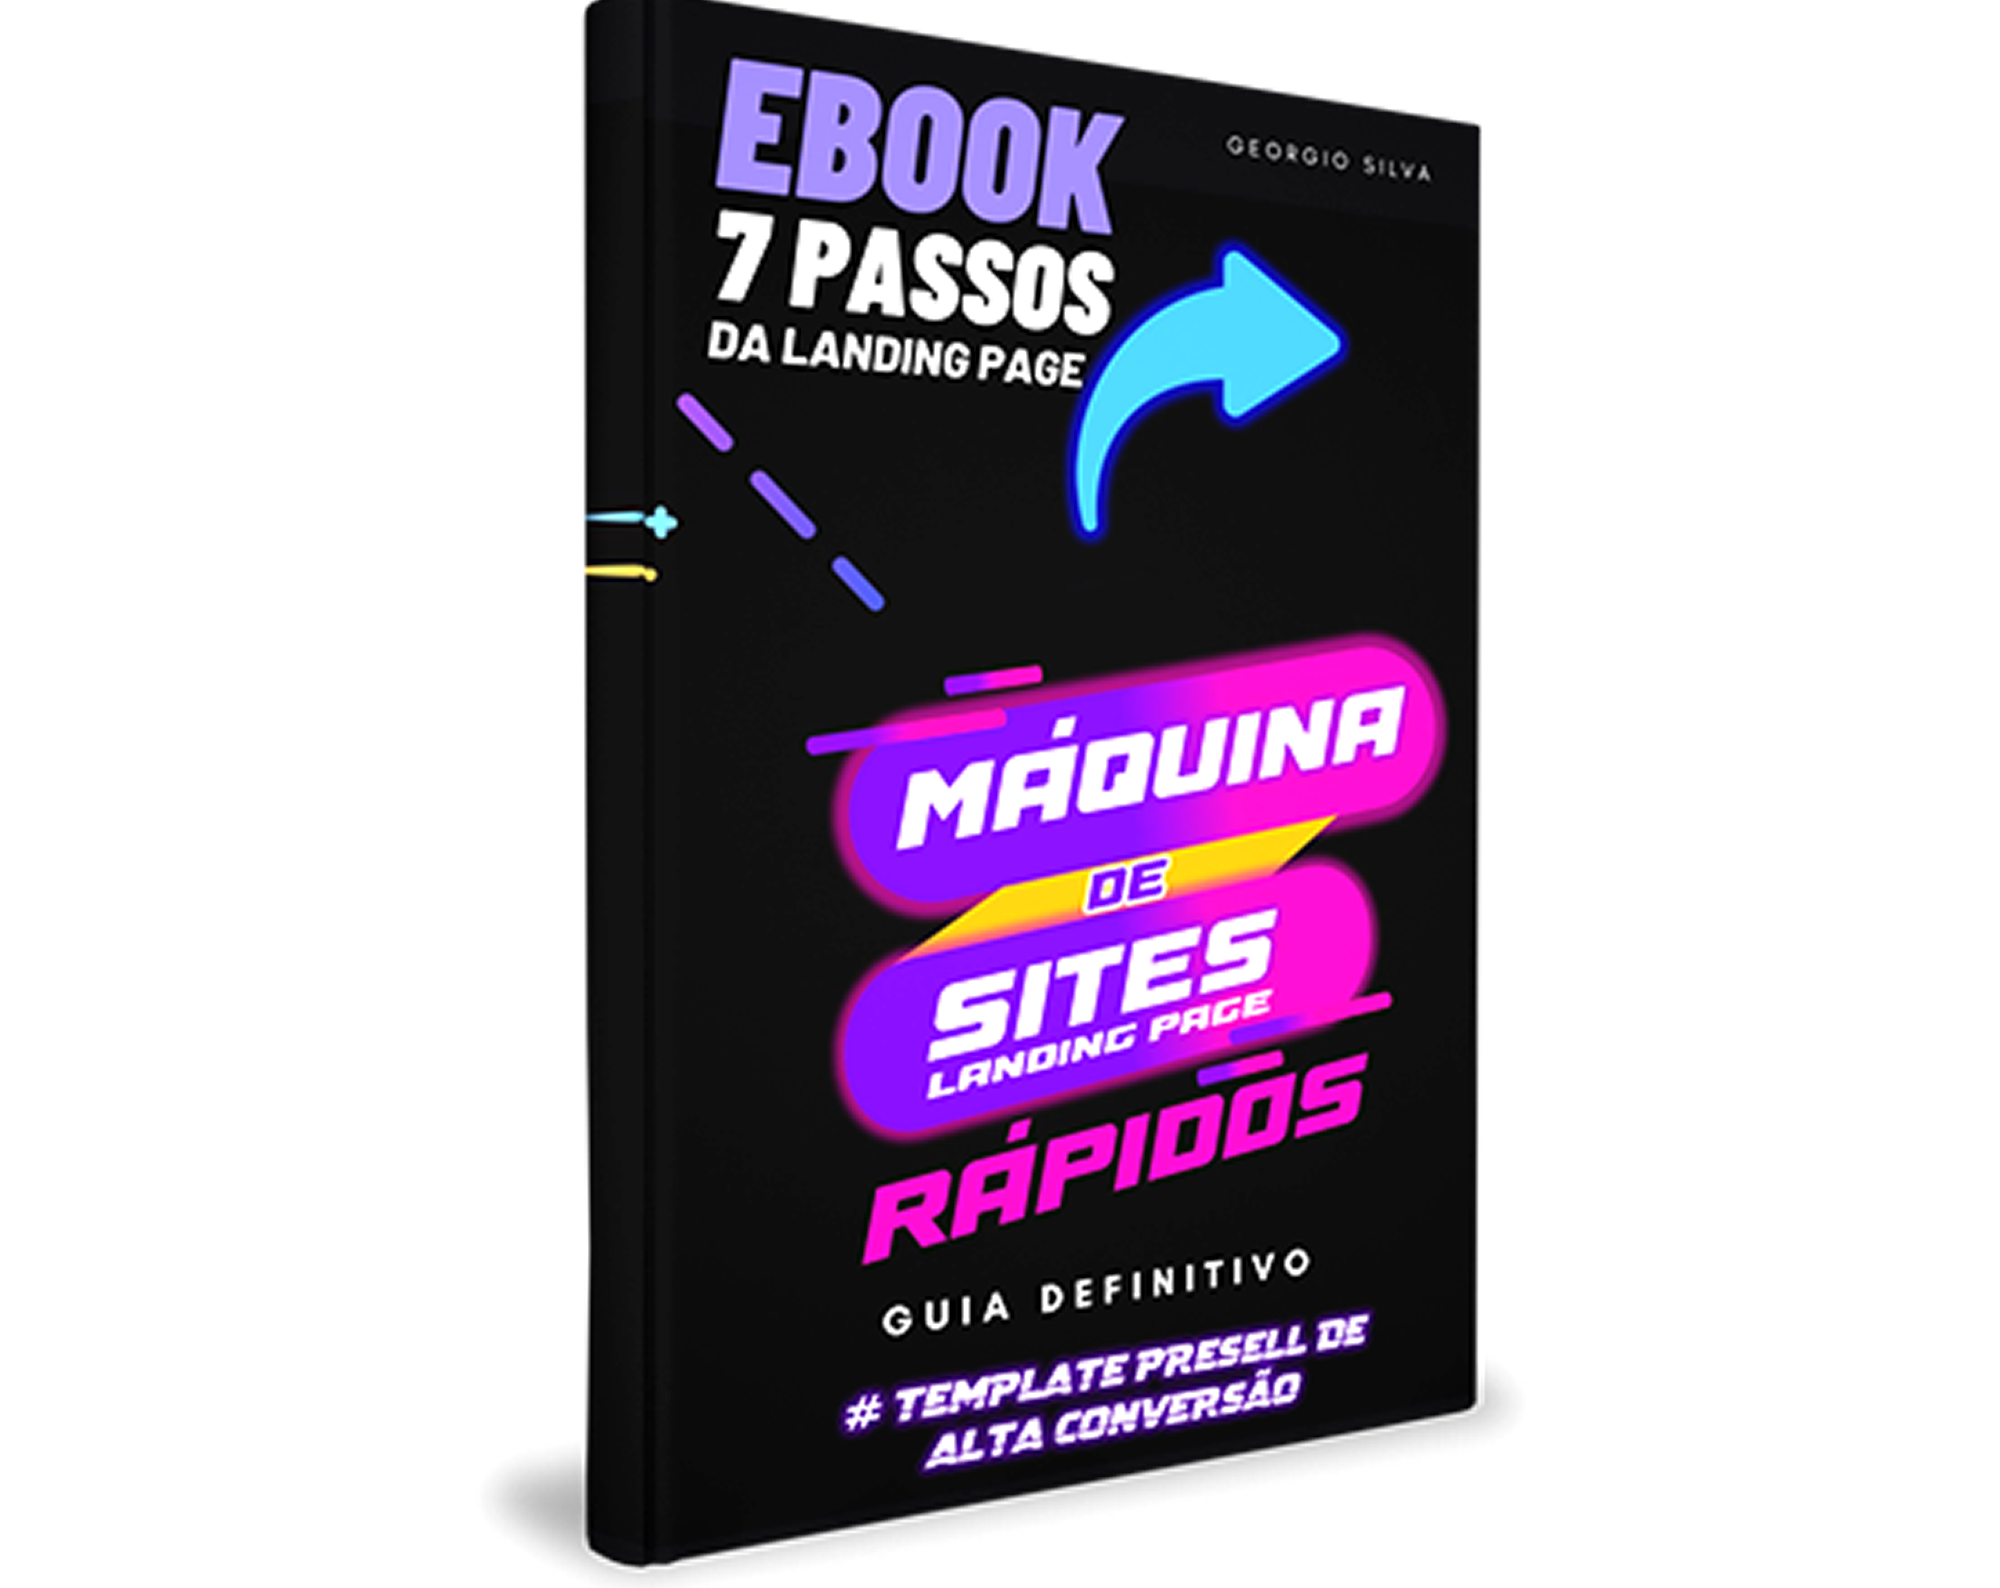 EBOOK
7 PASSOS
DA LANDING PAGE
GEORGIO SILVA
MÁQUINA
DE
SITES
LANDING PAGE
RÁPIDOS
GUIA DEFINITIVO
# TEMPLATE PRESELL DE
ALTA CONVERSÃO